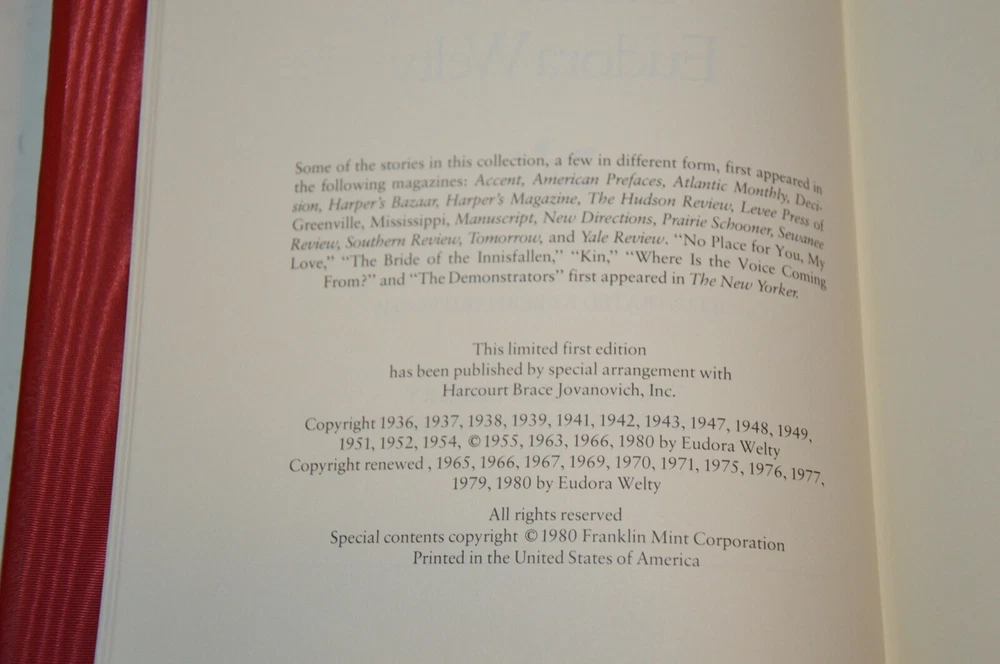 Eudora Welty
Some of the stories in this collection, a few in different form, first appeared in
the following magazines: Accent, American Prefaces, Atlantic Monthly, Deci-
sion, Harper's Bazaar, Harper's Magazine, The Hudson Review, Levee Press of
Greenville, Mississippi, Manuscript, New Directions, Prairie Schooner, Sewanee
Review, Southern Review, Tomorrow, and Yale Review. “No Place for You, My
Love,” “The Bride of the Innisfallen,” “Kin,” “Where Is the Voice Coming
From?” and “The Demonstrators” first appeared in The New Yorker.
This limited first edition
has been published by special arrangement with
Harcourt Brace Jovanovich, Inc.
Copyright 1936, 1937, 1938, 1939, 1941, 1942, 1943, 1947, 1948, 1949,
1951, 1952, 1954, © 1955, 1963, 1966, 1980 by Eudora Welty
Copyright renewed , 1965, 1966, 1967, 1969, 1970, 1971, 1975, 1976, 1977,
1979, 1980 by Eudora Welty
All rights reserved
Special contents copyright © 1980 Franklin Mint Corporation
Printed in the United States of America